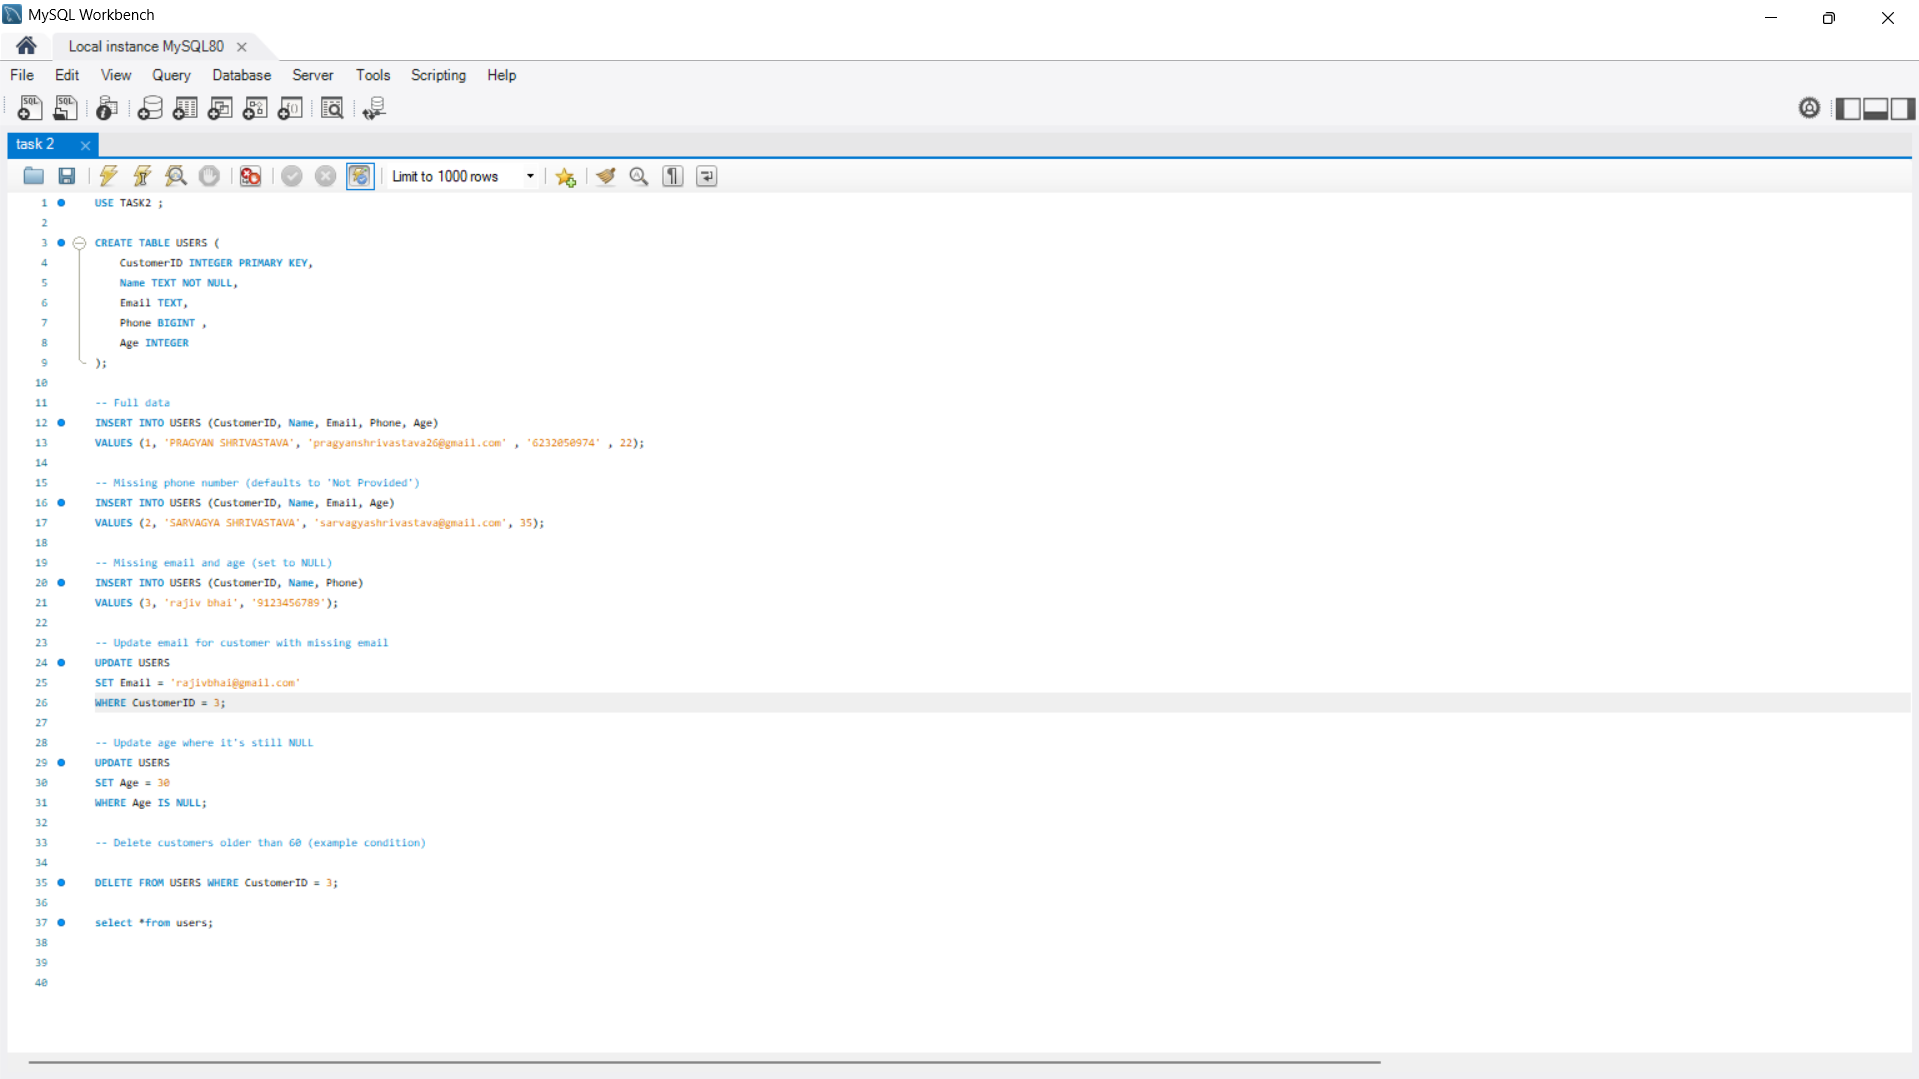 MySQL Workbench
Local instance MySQL80
File Edit View Query Database Server Tools Scripting Help
task 2
Limit to 1000 rows
1 USE TASK2 ;
2
3 CREATE TABLE USERS (
4 CustomerID INTEGER PRIMARY KEY,
5 Name TEXT NOT NULL,
6 Email TEXT,
7 Phone BIGINT ,
8 Age INTEGER
9 );
10
11 -- Full data
12 INSERT INTO USERS (CustomerID, Name, Email, Phone, Age)
13 VALUES (1, 'PRAGYAN SHRIVASTAVA', 'pragyanshrivastava26@gmail.com' , '6232050974' , 22);
14
15 -- Missing phone number (defaults to 'Not Provided')
16 INSERT INTO USERS (CustomerID, Name, Email, Age)
17 VALUES (2, 'SARVAGYA SHRIVASTAVA', 'sarvagyashrivastava@gmail.com', 35);
18
19 -- Missing email and age (set to NULL)
20 INSERT INTO USERS (CustomerID, Name, Phone)
21 VALUES (3, 'rajiv bhai', '9123456789');
22
23 -- Update email for customer with missing email
24 UPDATE USERS
25 SET Email = 'rajivbhai@gmail.com'
26 WHERE CustomerID = 3;
27
28 -- Update age where it's still NULL
29 UPDATE USERS
30 SET Age = 30
31 WHERE Age IS NULL;
32
33 -- Delete customers older than 60 (example condition)
34
35 DELETE FROM USERS WHERE CustomerID = 3;
36
37 select *from users;
38
39
40